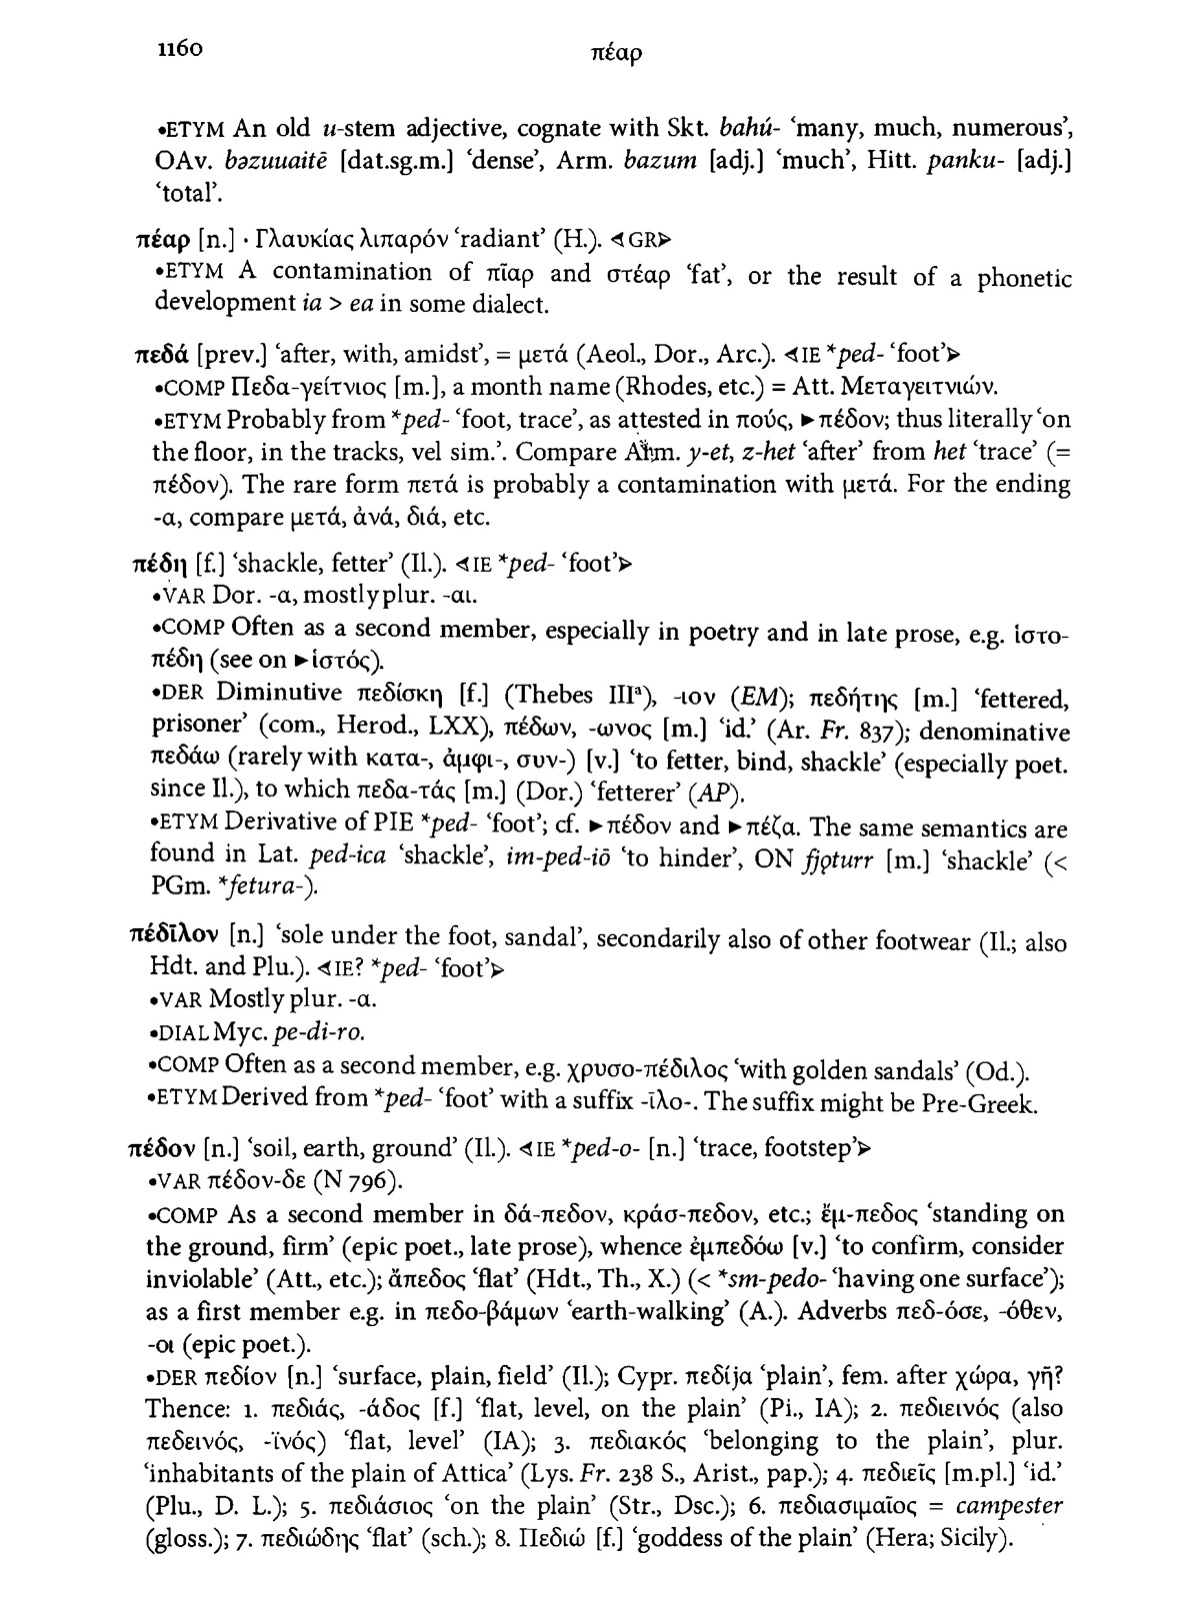 1160
πέαρ
•ETYM An old u-stem adjective, cognate with Skt. bahú- ‘many, much, numerous’,
OAv. bəzuuaitē [dat.sg.m.] ‘dense’, Arm. bazum [adj.] ‘much’, Hitt. panku- [adj.]
‘total’.
πέαρ [n.] · Γλαυκίας λιπαρόν ‘radiant’ (H.). ⋖GR⋗
•ETYM A contamination of πῖαρ and στέαρ ‘fat’, or the result of a phonetic
development ia > ea in some dialect.
πεδά [prev.] ‘after, with, amidst’, = μετά (Aeol., Dor., Arc.). ⋖IE *ped- ‘foot’⋗
•COMP Πεδα-γείτνιος [m.], a month name (Rhodes, etc.) = Att. Μεταγειτνιών.
•ETYM Probably from *ped- ‘foot, trace’, as attested in πούς, ►πέδον; thus literally ‘on
the floor, in the tracks, vel sim.’. Compare Arm. y-et, z-het ‘after’ from het ‘trace’ (=
πέδον). The rare form πετά is probably a contamination with μετά. For the ending
-α, compare μετά, ἀνά, διά, etc.
πέδη [f.] ‘shackle, fetter’ (Il.). ⋖IE *ped- ‘foot’⋗
•VAR Dor. -α, mostly plur. -αι.
•COMP Often as a second member, especially in poetry and in late prose, e.g. ἱστο-
πέδη (see on ►ἱστός).
•DER Diminutive πεδίσκη [f.] (Thebes IIIᵃ), -ιον (EM); πεδήτης [m.] ‘fettered,
prisoner’ (com., Herod., LXX), πέδων, -ωνος [m.] ‘id.’ (Ar. Fr. 837); denominative
πεδάω (rarely with κατα-, ἀμφι-, συν-) [v.] ‘to fetter, bind, shackle’ (especially poet.
since Il.), to which πεδα-τάς [m.] (Dor.) ‘fetterer’ (AP).
•ETYM Derivative of PIE *ped- ‘foot’; cf. ►πέδον and ►πέζα. The same semantics are
found in Lat. ped-ica ‘shackle’, im-ped-iō ‘to hinder’, ON fjǫturr [m.] ‘shackle’ (<
PGm. *fetura-).
πέδῑλον [n.] ‘sole under the foot, sandal’, secondarily also of other footwear (Il.; also
Hdt. and Plu.). ⋖IE? *ped- ‘foot’⋗
•VAR Mostly plur. -α.
•DIAL Myc. pe-di-ro.
•COMP Often as a second member, e.g. χρυσο-πέδιλος ‘with golden sandals’ (Od.).
•ETYM Derived from *ped- ‘foot’ with a suffix -ῑλο-. The suffix might be Pre-Greek.
πέδον [n.] ‘soil, earth, ground’ (Il.). ⋖IE *ped-o- [n.] ‘trace, footstep’⋗
•VAR πέδον-δε (N 796).
•COMP As a second member in δά-πεδον, κράσ-πεδον, etc.; ἔμ-πεδος ‘standing on
the ground, firm’ (epic poet., late prose), whence ἐμπεδόω [v.] ‘to confirm, consider
inviolable’ (Att., etc.); ἄπεδος ‘flat’ (Hdt., Th., X.) (< *sm-pedo- ‘having one surface’);
as a first member e.g. in πεδο-βάμων ‘earth-walking’ (A.). Adverbs πεδ-όσε, -όθεν,
-οι (epic poet.).
•DER πεδίον [n.] ‘surface, plain, field’ (Il.); Cypr. πεδίja ‘plain’, fem. after χώρα, γῆ?
Thence: 1. πεδιάς, -άδος [f.] ‘flat, level, on the plain’ (Pi., IA); 2. πεδιεινός (also
πεδεινός, -ϊνός) ‘flat, level’ (IA); 3. πεδιακός ‘belonging to the plain’, plur.
‘inhabitants of the plain of Attica’ (Lys. Fr. 238 S., Arist., pap.); 4. πεδιεῖς [m.pl.] ‘id.’
(Plu., D. L.); 5. πεδιάσιος ‘on the plain’ (Str., Dsc.); 6. πεδιασιμαῖος = campester
(gloss.); 7. πεδιώδης ‘flat’ (sch.); 8. Πεδιώ [f.] ‘goddess of the plain’ (Hera; Sicily).